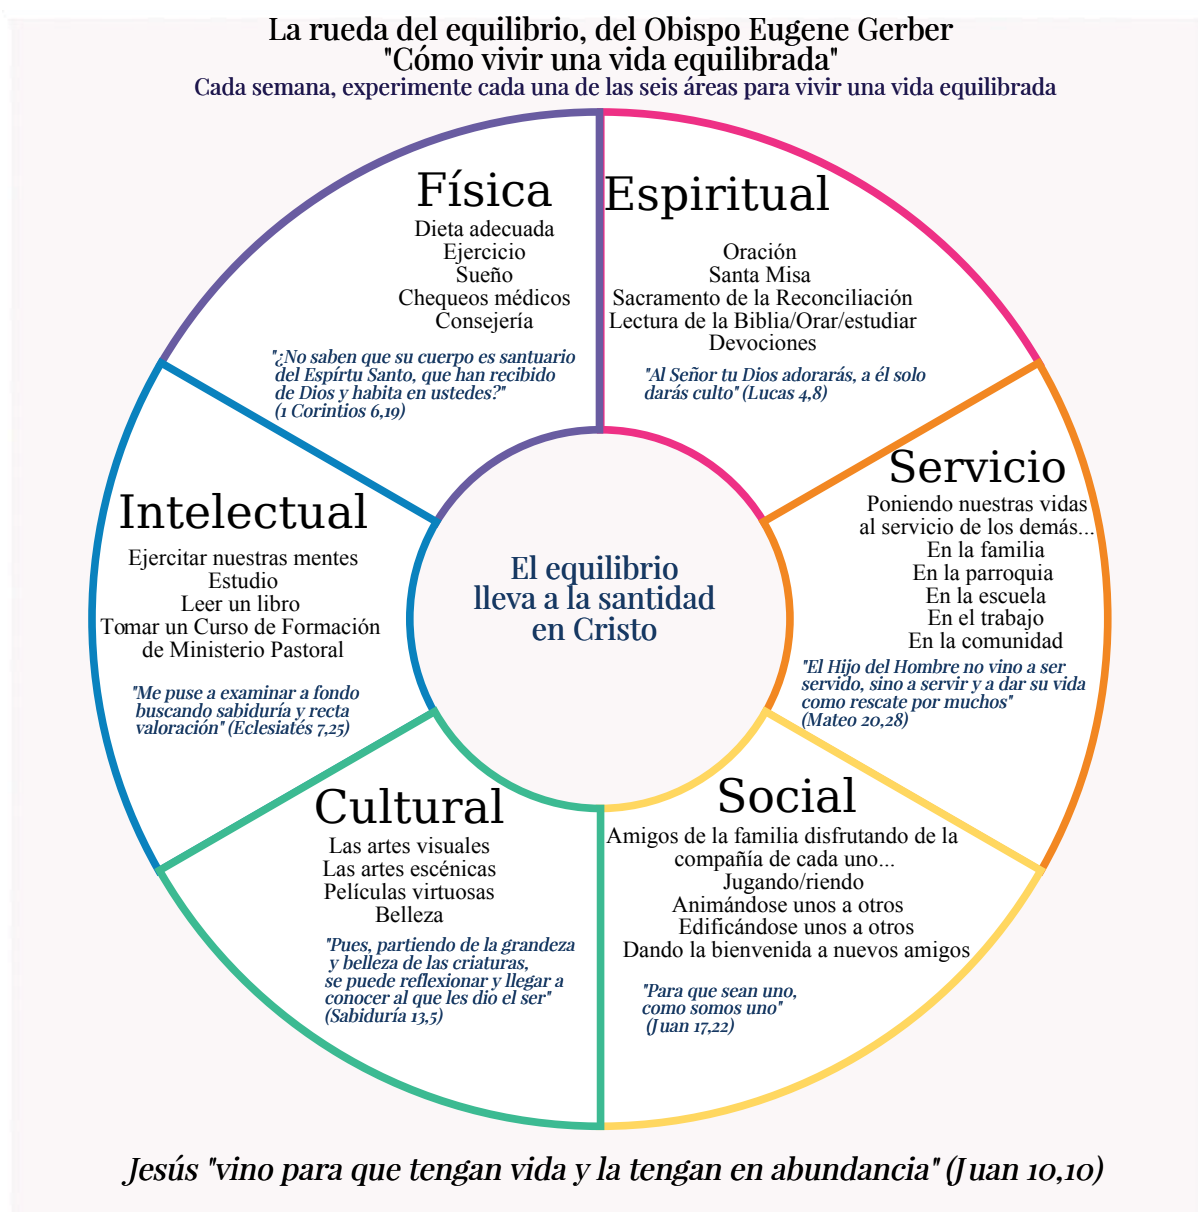 La rueda del equilibrio, del Obispo Eugene Gerber
"Cómo vivir una vida equilibrada"
Cada semana, experimente cada una de las seis áreas para vivir una vida equilibrada
Física
Dieta adecuada
Ejercicio
Sueño
Chequeos médicos
Consejería
"¿No saben que su cuerpo es santuario
del Espírtu Santo, que han recibido
de Dios y habita en ustedes?"
(1 Corintios 6,19)
Espiritual
Oración
Santa Misa
Sacramento de la Reconciliación
Lectura de la Biblia/Orar/estudiar
Devociones
"Al Señor tu Dios adorarás, a él solo
darás culto" (Lucas 4,8)
Servicio
Poniendo nuestras vidas
al servicio de los demás...
En la familia
En la parroquia
En la escuela
En el trabajo
En la comunidad
"El Hijo del Hombre no vino a ser
servido, sino a servir y a dar su vida
como rescate por muchos"
(Mateo 20,28)
Intelectual
Ejercitar nuestras mentes
Estudio
Leer un libro
Tomar un Curso de Formación
de Ministerio Pastoral
"Me puse a examinar a fondo
buscando sabiduría y recta
valoración" (Eclesiatés 7,25)
El equilibrio
lleva a la santidad
en Cristo
Cultural
Las artes visuales
Las artes escénicas
Películas virtuosas
Belleza
"Pues, partiendo de la grandeza
y belleza de las criaturas,
se puede reflexionar y llegar a
conocer al que les dio el ser"
(Sabiduría 13,5)
Social
Amigos de la familia disfrutando de la
compañía de cada uno...
Jugando/riendo
Animándose unos a otros
Edificándose unos a otros
Dando la bienvenida a nuevos amigos
"Para que sean uno,
como somos uno"
(Juan 17,22)
Jesús "vino para que tengan vida y la tengan en abundancia" (Juan 10,10)